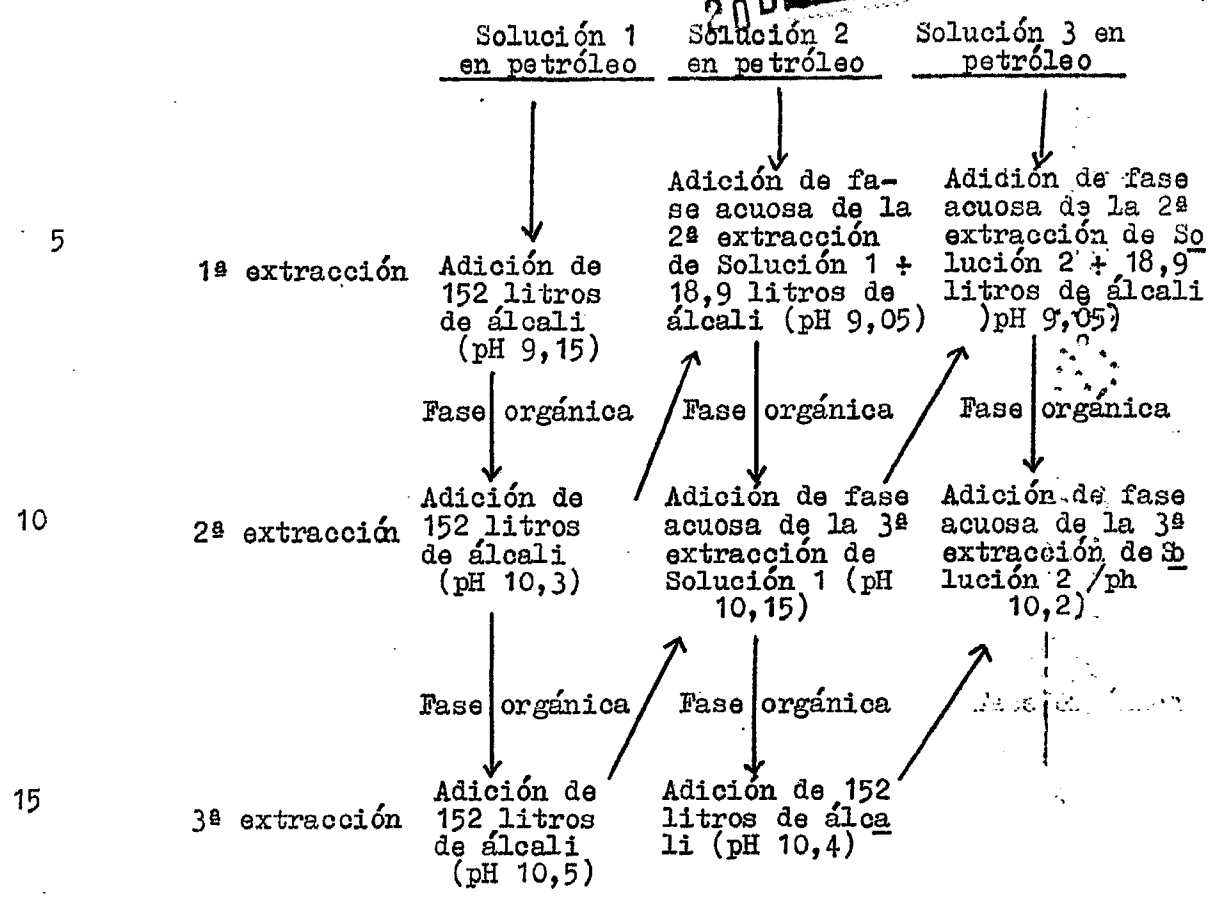 Solución 1
en petróleo
Solución 2
en petróleo
Solución 3 en
petróleo
5
1ª extracción
Adición de
152 litros
de álcali
(pH 9,15)
Adición de fa-
se acuosa de la
2ª extracción
de Solución 1 +
18,9 litros de
álcali (pH 9,05)
Adidión de fase
acuosa de la 2ª
extracción de So
lución 2 + 18,9
litros de álcali
)pH 9,05)
Fase orgánica
Fase orgánica
Fase orgánica
10
2ª extracción
Adición de
152 litros
de álcali
(pH 10,3)
Adición de fase
acuosa de la 3ª
extracción de
Solución 1 (pH
10,15)
Adición de fase
acuosa de la 3ª
extracción de So
lución 2 /ph
10,2)
Fase orgánica
Fase orgánica
15
3ª extracción
Adición de
152 litros
de álcali
(pH 10,5)
Adición de 152
litros de álca
li (pH 10,4)